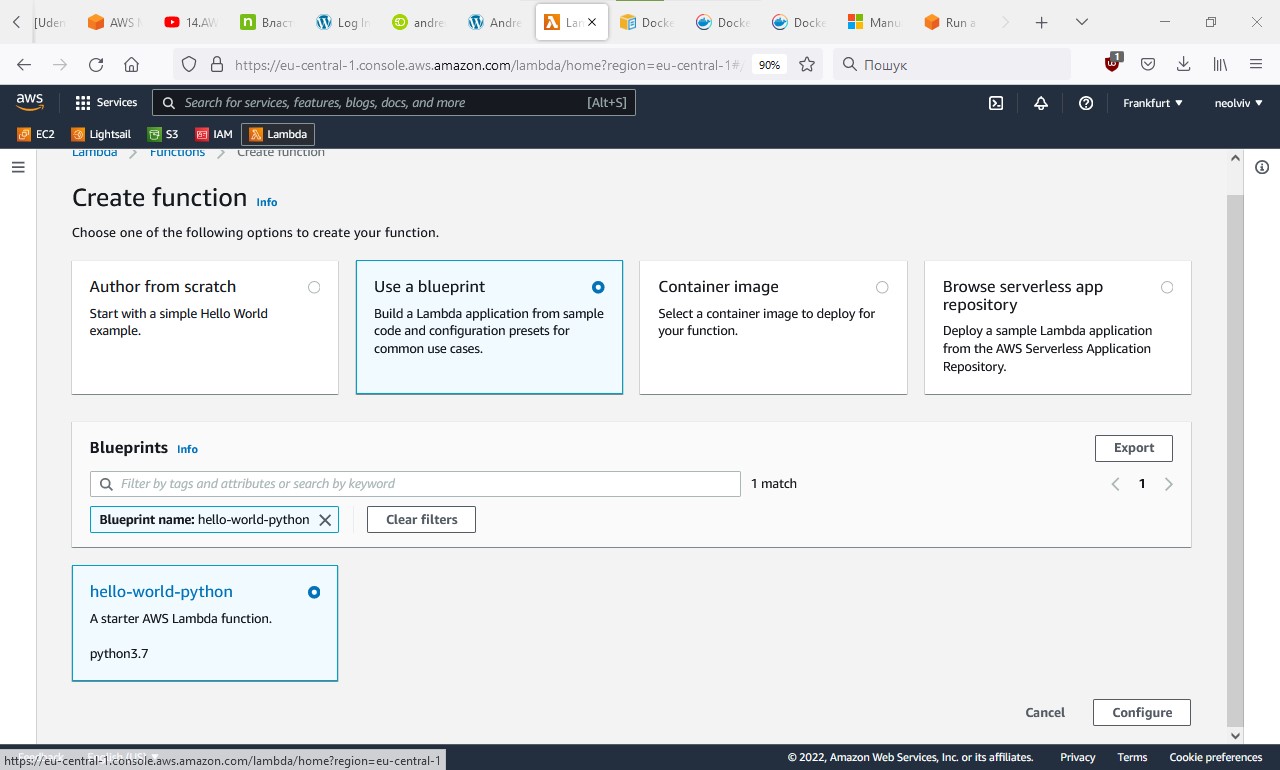 [Uden
AWS
14.AW
Власт
Log In
andre
Andre
Lan
Docke
Docke
Docke
Manu
Run a
https://eu-central-1.console.aws.amazon.com/lambda/home?region=eu-central-1#/
90%
Пошук
1
aws
Services
Search for services, features, blogs, docs, and more
[Alt+S]
Frankfurt
neolviv
EC2
Lightsail
S3
IAM
Lambda
Lambda
Functions
Create function
Create function
Info
Choose one of the following options to create your function.
Author from scratch
Start with a simple Hello World
example.
Use a blueprint
Build a Lambda application from sample
code and configuration presets for
common use cases.
Container image
Select a container image to deploy for
your function.
Browse serverless app
repository
Deploy a sample Lambda application
from the AWS Serverless Application
Repository.
Blueprints
Info
Export
Filter by tags and attributes or search by keyword
1 match
1
Blueprint name: hello-world-python
Clear filters
hello-world-python
A starter AWS Lambda function.
python3.7
Cancel
Configure
Feedback
English (US)
https://eu-central-1.console.aws.amazon.com/lambda/home?region=eu-central-1
© 2022, Amazon Web Services, Inc. or its affiliates.
Privacy
Terms
Cookie preferences